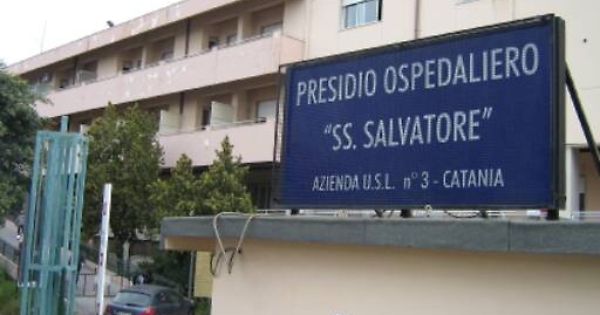 PRESIDIO OSPEDALIERO
"SS. SALVATORE"
AZIENDA U.S.L. n° 3 - CATANIA